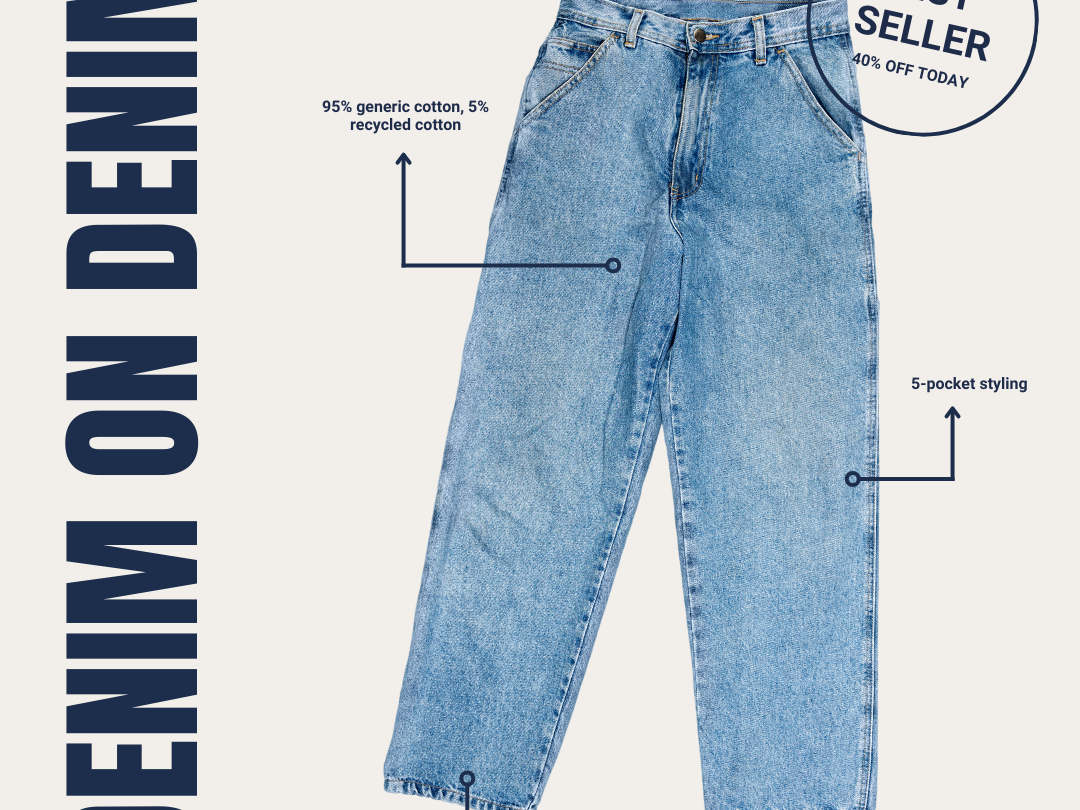 DENIM ON DENIM
SELLER
40% OFF TODAY
95% generic cotton, 5%
recycled cotton
5-pocket styling